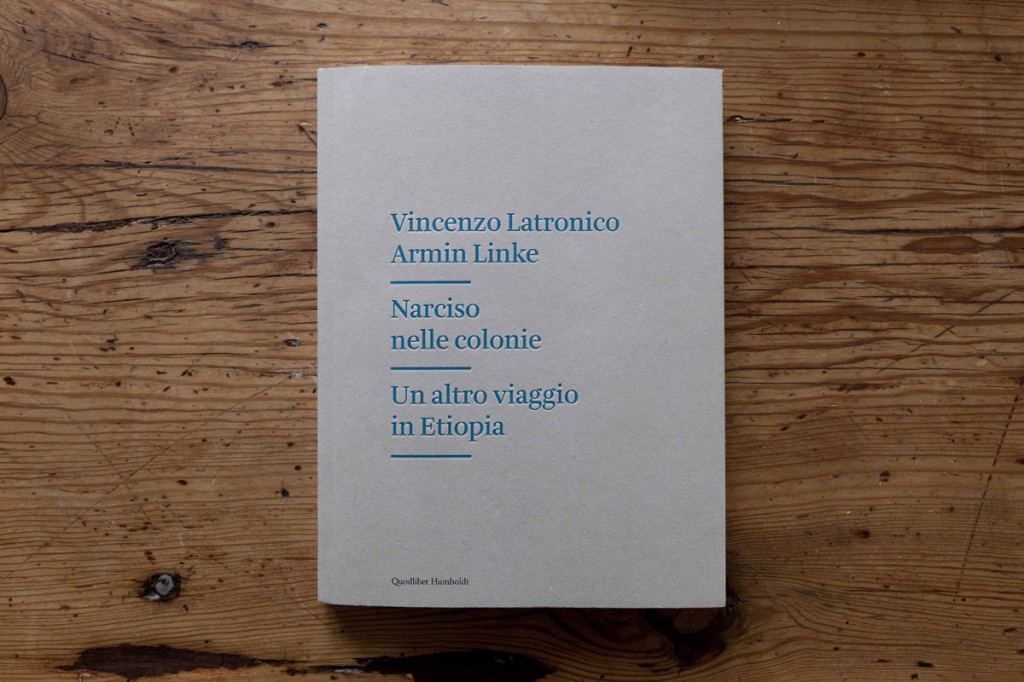 Vincenzo Latronico
Armin Linke
Narciso
nelle colonie
Un altro viaggio
in Etiopia
Quodlibet Humboldt